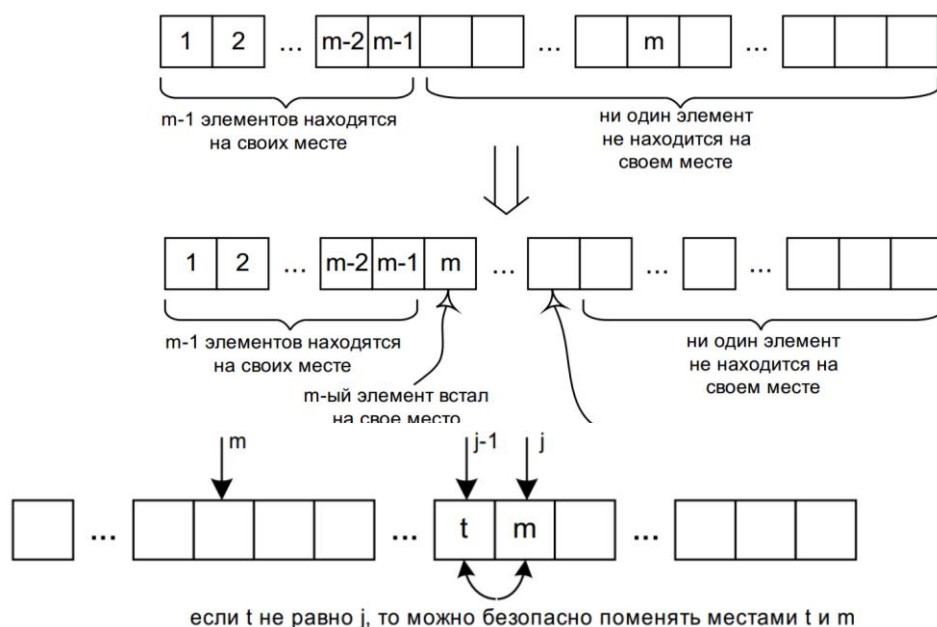 1 2 ... m-2 m-1 ... m ...
m-1 элементов находятся
на своих месте
ни один элемент
не находится на
своем месте
1 2 ... m-2 m-1 m ... ... ...
m-1 элементов находятся
на своих месте
ни один элемент
не находится на
своем месте
m-ый элемент встал
на свое место
m j-1 j
... ... t m ...
если t не равно j, то можно безопасно поменять местами t и m